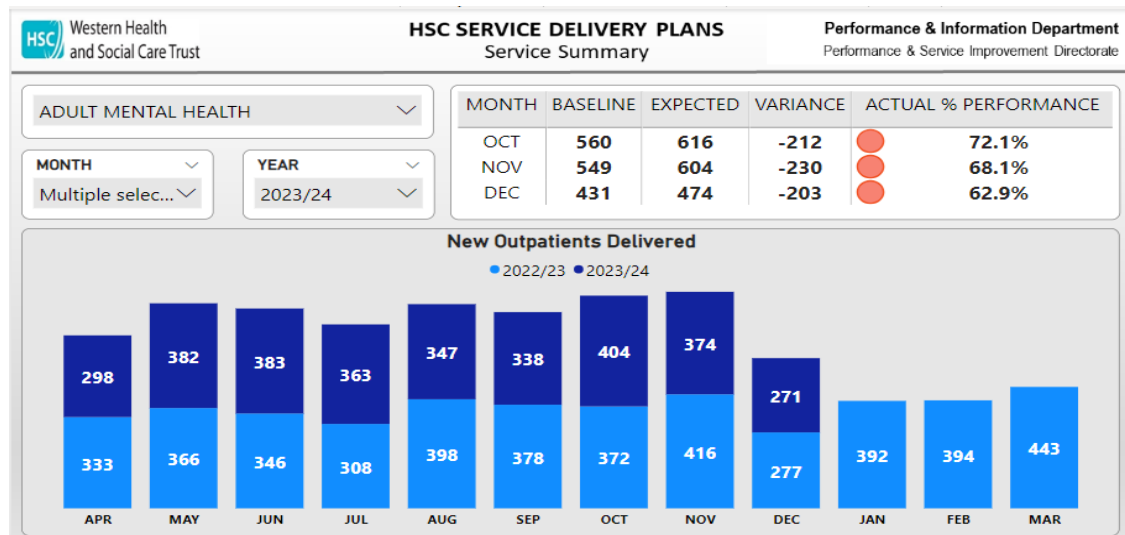 HSC
Western Health
and Social Care Trust
HSC SERVICE DELIVERY PLANS
Service Summary
Performance & Information Department
Performance & Service Improvement Directorate
ADULT MENTAL HEALTH
MONTH
Multiple selec...
YEAR
2023/24
MONTH BASELINE EXPECTED VARIANCE ACTUAL % PERFORMANCE
OCT 560 616 -212 72.1%
NOV 549 604 -230 68.1%
DEC 431 474 -203 62.9%
New Outpatients Delivered
2022/23 2023/24
298 382 383 363 347 338 404 374 271
333 366 346 308 398 378 372 416 277 392 394 443
APR MAY JUN JUL AUG SEP OCT NOV DEC JAN FEB MAR